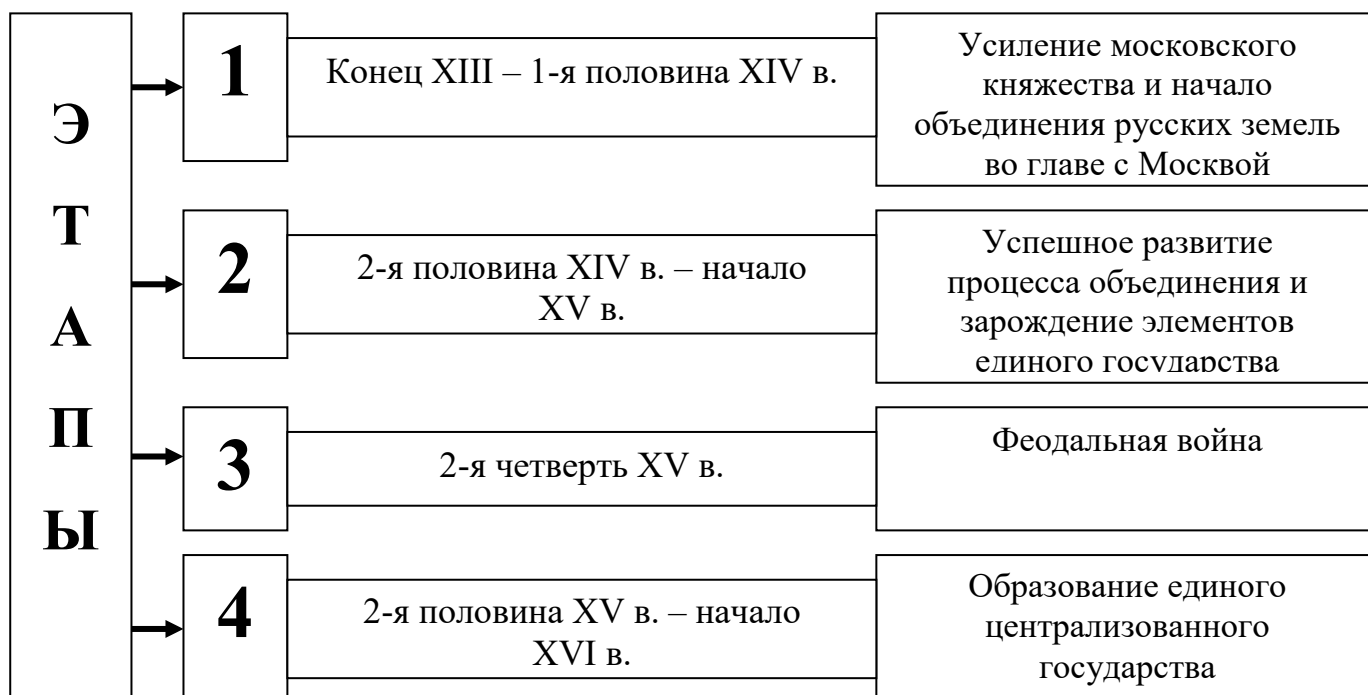 ЭТАПЫ
1
Конец XIII – 1-я половина XIV в.
Усиление московского
княжества и начало
объединения русских земель
во главе с Москвой
2
2-я половина XIV в. – начало
XV в.
Успешное развитие
процесса объединения и
зарождение элементов
единого государства
3
2-я четверть XV в.
Феодальная война
4
2-я половина XV в. – начало
XVI в.
Образование единого
централизованного
государства